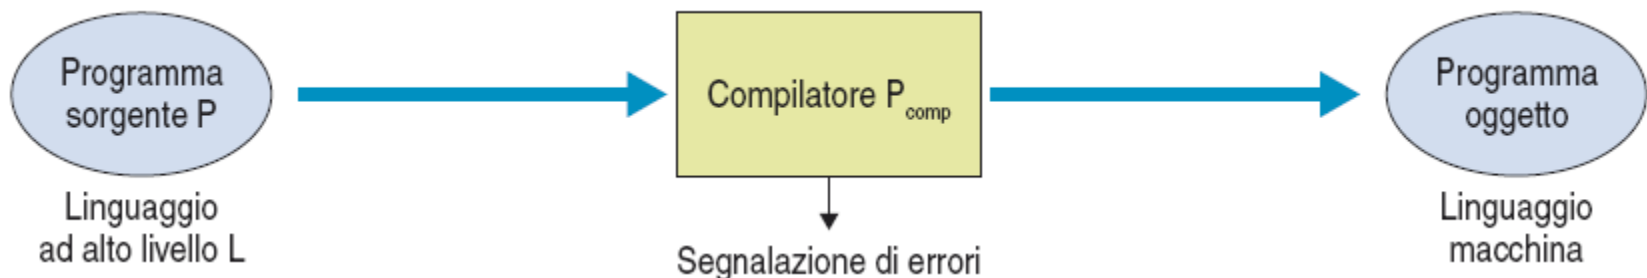 Programma
sorgente P
Linguaggio
ad alto livello L
Compilatore Pcomp
Segnalazione di errori
Programma
oggetto
Linguaggio
macchina